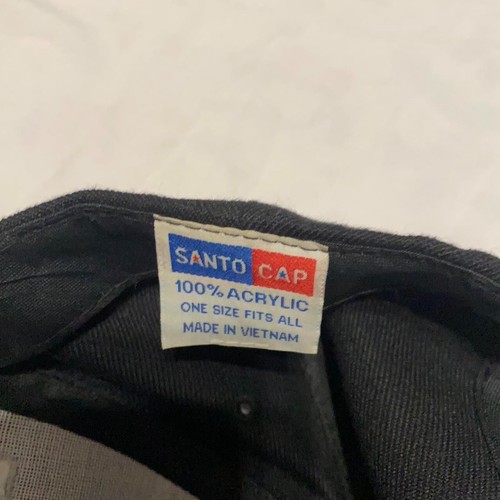 SANTO CAP
100% ACRYLIC
ONE SIZE FITS ALL
MADE IN VIETNAM